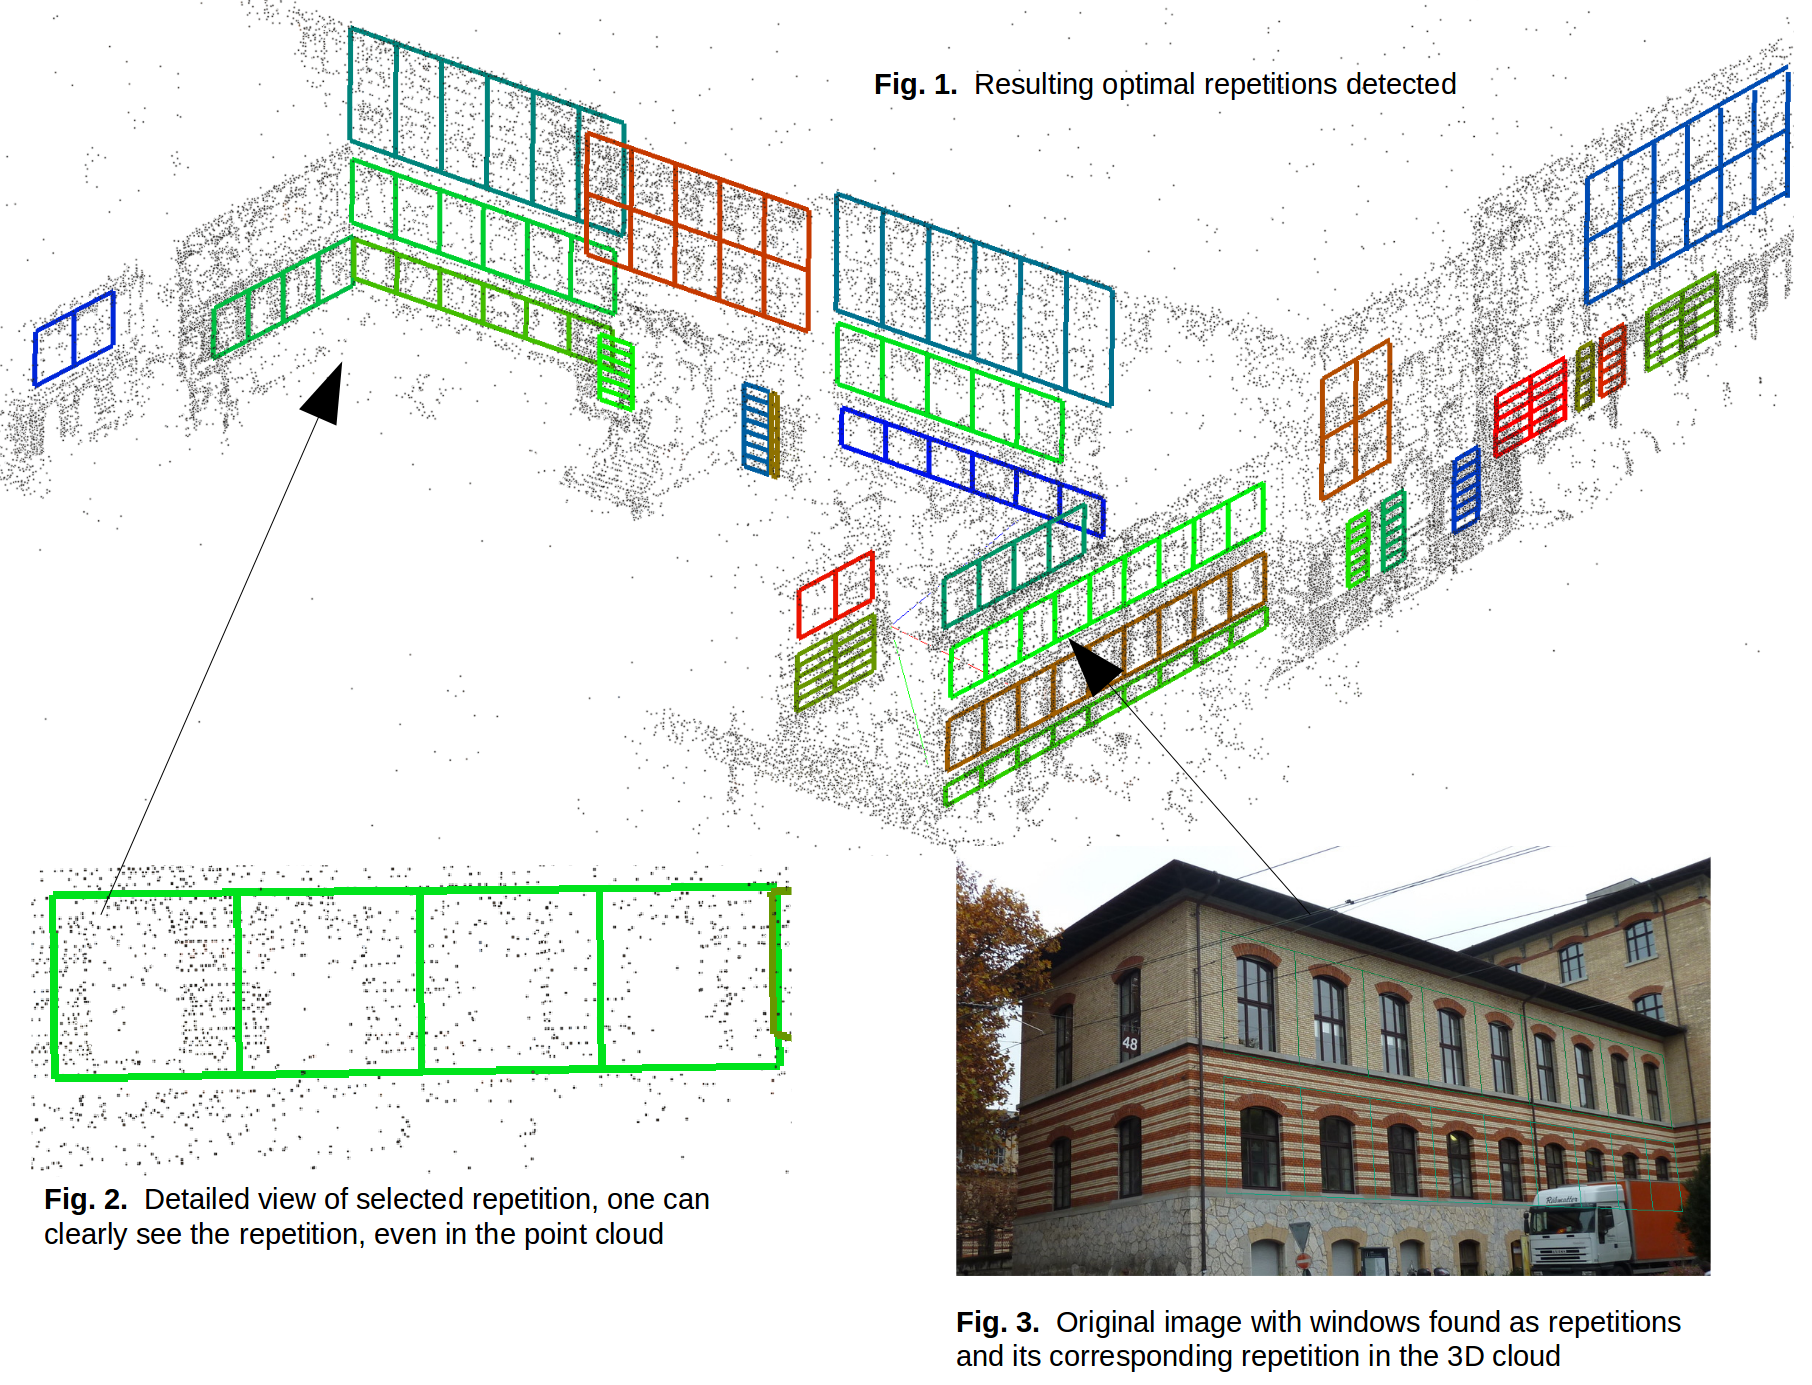 Fig. 1. Resulting optimal repetitions detected
Fig. 2. Detailed view of selected repetition, one can
clearly see the repetition, even in the point cloud
48
Fig. 3. Original image with windows found as repetitions
and its corresponding repetition in the 3D cloud